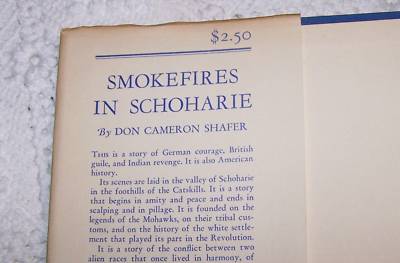 $2.50
SMOKEFIRES
IN SCHOHARIE
By DON CAMERON SHAFER
THIS is a story of German courage, British
guile, and Indian revenge. It is also American
history.
Its scenes are laid in the valley of Schoharie
in the foothills of the Catskills. It is a story
that begins in amity and peace and ends in
scalping and in pillage. It is founded on the
legends of the Mohawks, on their tribal cus-
toms, and on the history of the white settle-
ment that played its part in the Revolution.
It is a story of the conflict between two
alien races that once lived in harmony, of